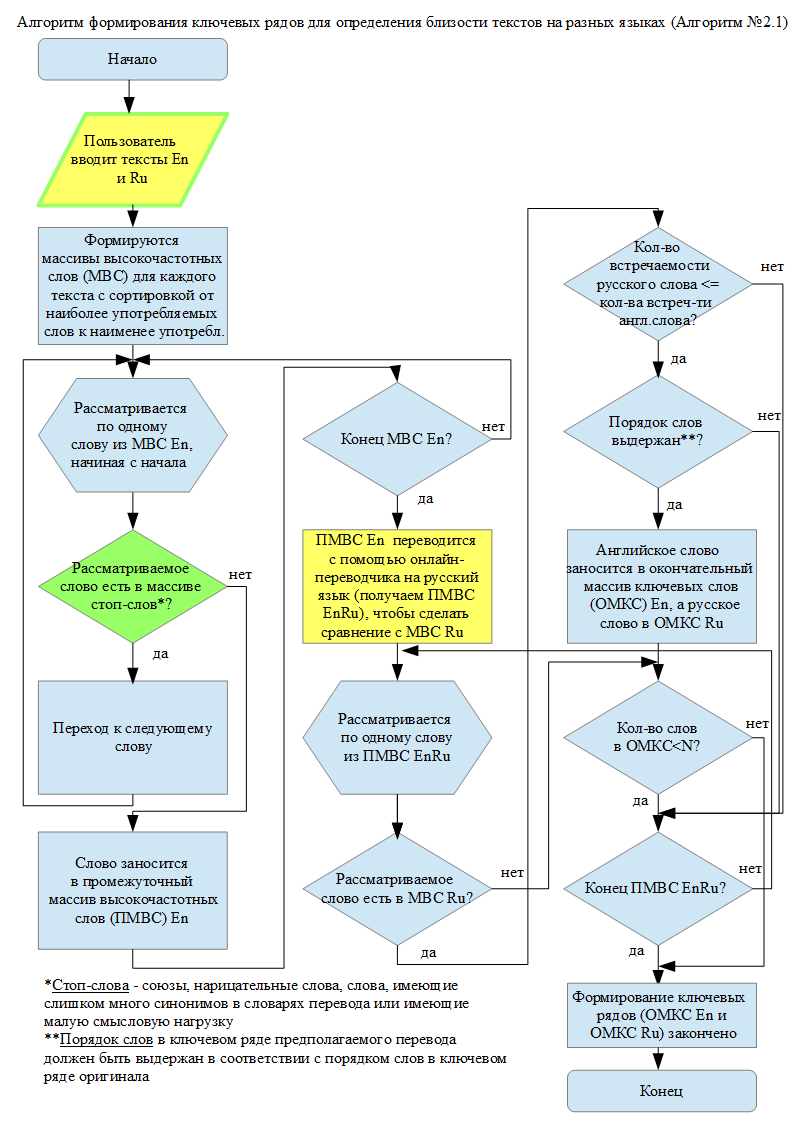 Алгоритм формирования ключевых рядов для определения близости текстов на разных языках (Алгоритм №2.1)
Начало
Пользователь
вводит тексты En
и Ru
Формируются
массивы высокочастотных
слов (МВС) для каждого
текста с сортировкой от
наиболее употребляемых
слов к наименее употребл.
Рассматривается
по одному
слову из МВС En,
начиная с начала
Рассматриваемое
слово есть в массиве
стоп-слов*?
нет
да
Переход к следующему
слову
Слово заносится
в промежуточный
массив высокочастотных
слов (ПМВС) En
Конец МВС En?
нет
да
ПМВС En переводится
с помощью онлайн-
переводчика на русский
язык (получаем ПМВС
EnRu), чтобы сделать
сравнение с МВС Ru
Рассматривается
по одному слову
из ПМВС EnRu
Рассматриваемое
слово есть в МВС Ru?
нет
да
Кол-во
встречаемости
русского слова <=
кол-ва встреч-ти
англ.слова?
нет
да
Порядок слов
выдержан**?
нет
да
Английское слово
заносится в окончательный
массив ключевых слов
(ОМКС) En, а русское
слово в ОМКС Ru
Кол-во слов
в ОМКС<N?
нет
да
Конец ПМВС EnRu?
нет
да
Формирование ключевых
рядов (ОМКС En и
ОМКС Ru) закончено
Конец
*Стоп-слова - союзы, нарицательные слова, слова, имеющие
слишком много синонимов в словарях перевода или имеющие
малую смысловую нагрузку
**Порядок слов в ключевом ряде предполагаемого перевода
должен быть выдержан в соответствии с порядком слов в ключевом
ряде оригинала